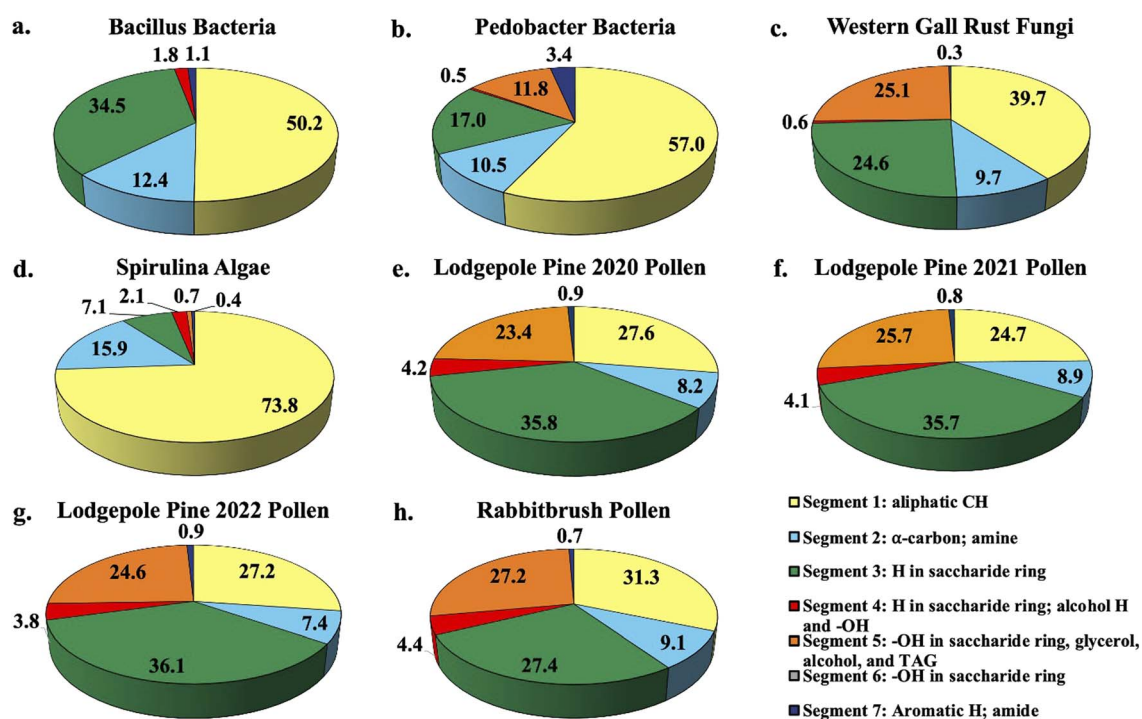 a. Bacillus Bacteria
1.8 1.1
34.5
50.2
12.4
b. Pedobacter Bacteria
3.4
0.5
11.8
17.0
57.0
10.5
c. Western Gall Rust Fungi
0.3
25.1
39.7
0.6
24.6
9.7
d. Spirulina Algae
2.1 0.7 0.4
7.1
15.9
73.8
e. Lodgepole Pine 2020 Pollen
0.9
23.4
27.6
4.2
8.2
35.8
f. Lodgepole Pine 2021 Pollen
0.8
25.7
24.7
8.9
4.1
35.7
g. Lodgepole Pine 2022 Pollen
0.9
24.6
27.2
3.8
7.4
36.1
h. Rabbitbrush Pollen
0.7
27.2
31.3
4.4
9.1
27.4
Segment 1: aliphatic CH
Segment 2: α-carbon; amine
Segment 3: H in saccharide ring
Segment 4: H in saccharide ring; alcohol H
and -OH
Segment 5: -OH in saccharide ring, glycerol,
alcohol, and TAG
Segment 6: -OH in saccharide ring
Segment 7: Aromatic H; amide